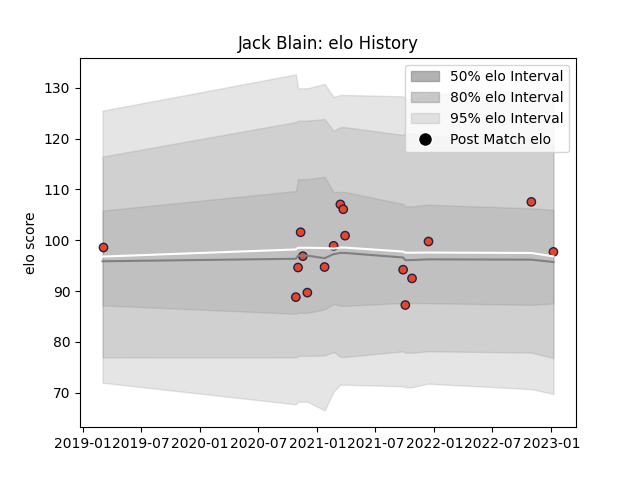 Jack Blain: elo History
50% elo Interval
80% elo Interval
95% elo Interval
Post Match elo
elo score
130
120
110
100
90
80
70
2019-01 2019-07 2020-01 2020-07 2021-01 2021-07 2022-01 2022-07 2023-01